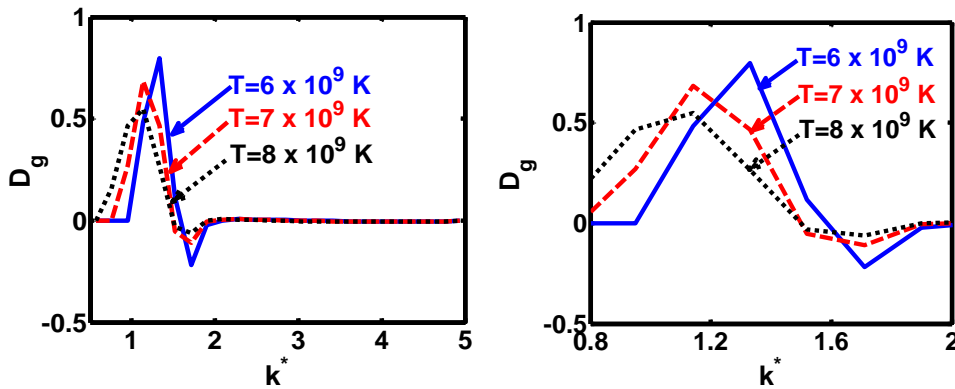 1
0.5
0
-0.5
D_g
T=6 x 10^9 K
T=7 x 10^9 K
T=8 x 10^9 K
1 2 3 4 5
k^*
1
0.5
0
-0.5
D_g
T=6 x 10^9 K
T=7 x 10^9 K
T=8 x 10^9 K
0.8 1.2 1.6 2
k^*